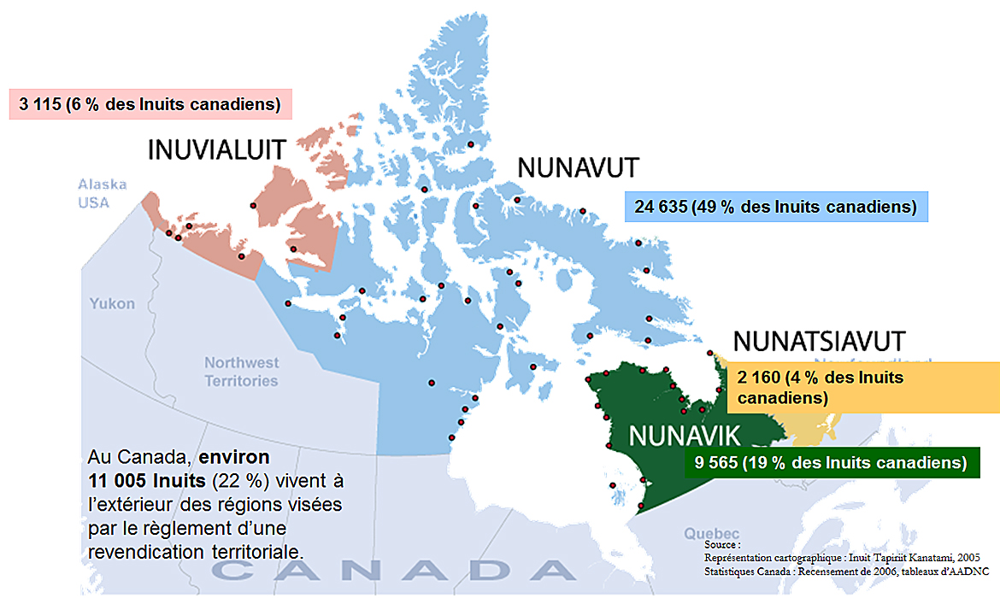 3 115 (6 % des Inuits canadiens)
INUVIALUIT
NUNAVUT
Alaska
USA
24 635 (49 % des Inuits canadiens)
Yukon
NUNATSIAVUT
Northwest
Territories
2 160 (4 % des Inuits
canadiens)
NUNAVIK
9 565 (19 % des Inuits canadiens)
Au Canada, environ
11 005 Inuits (22 %) vivent à
l’extérieur des régions visées
par le règlement d’une
revendication territoriale.
Quebec
CANADA
Source :
Représentation cartographique : Inuit Tapiriit Kanatami, 2005
Statistiques Canada : Recensement de 2006, tableaux d’AADNC